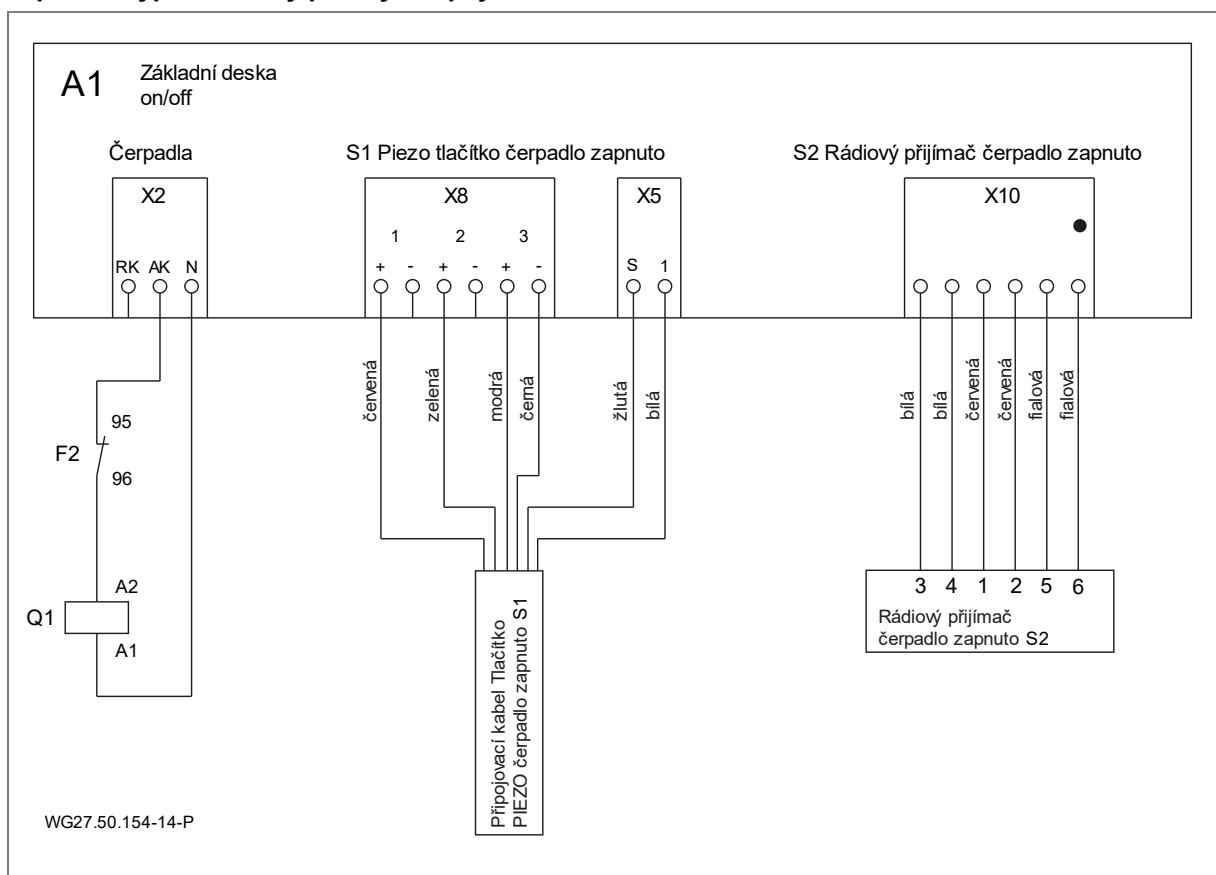 A1
Základní deska
on/off
Čerpadla
S1 Piezo tlačítko čerpadlo zapnuto
S2 Rádiový přijímač čerpadlo zapnuto
X2
X8
X5
X10
1 2 3
RK AK N
+ - + - + -
S 1
červená
zelená
modrá
černá
žlutá
bílá
bílá
bílá
červená
červená
fialová
fialová
95
F2
96
A2
Q1
A1
Připojovací kabel Tlačítko
PIEZO čerpadlo zapnuto S1
3 4 1 2 5 6
Rádiový přijímač
čerpadlo zapnuto S2
WG27.50.154-14-P